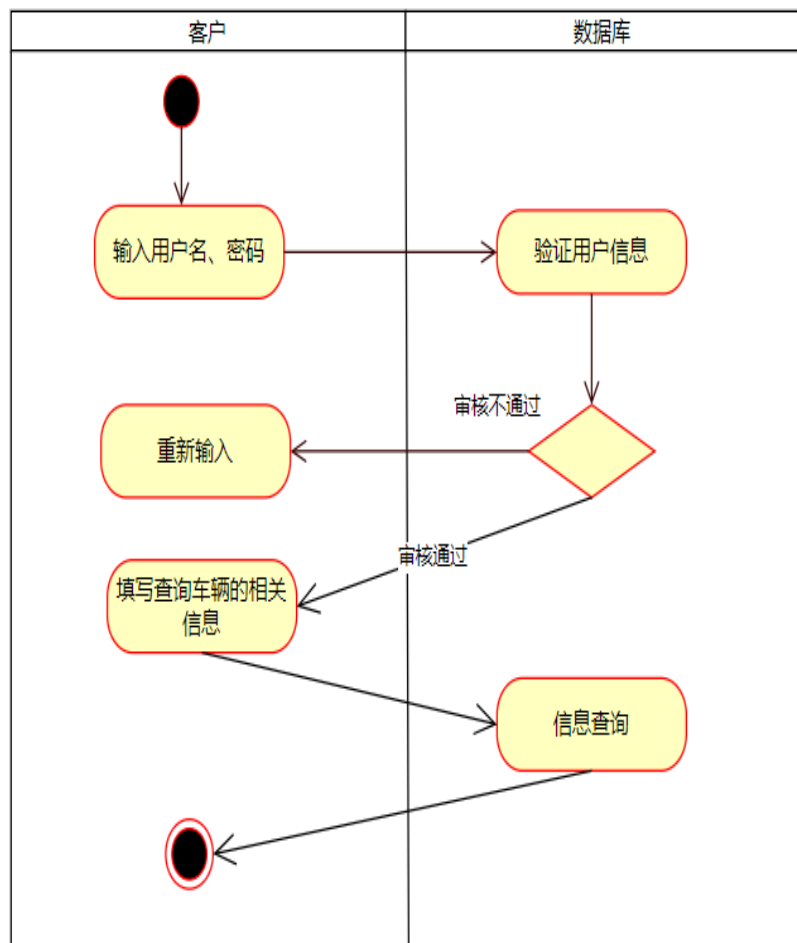 客户
数据库
输入用户名、密码
验证用户信息
审核不通过
重新输入
审核通过
填写查询车辆的相关
信息
信息查询